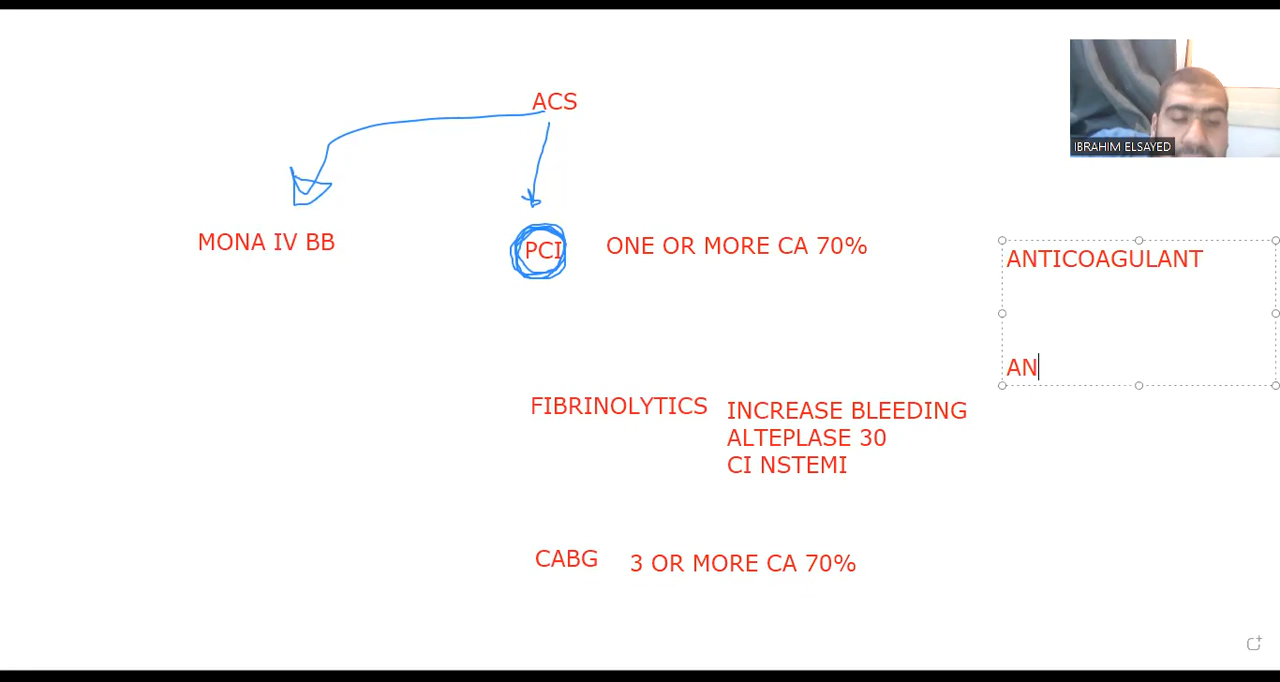 ACS
IBRAHIM ELSAYED
MONA IV BB
PCI
ONE OR MORE CA 70%
ANTICOAGULANT
AN
FIBRINOLYTICS
INCREASE BLEEDING
ALTEPLASE 30
CI NSTEMI
CABG
3 OR MORE CA 70%